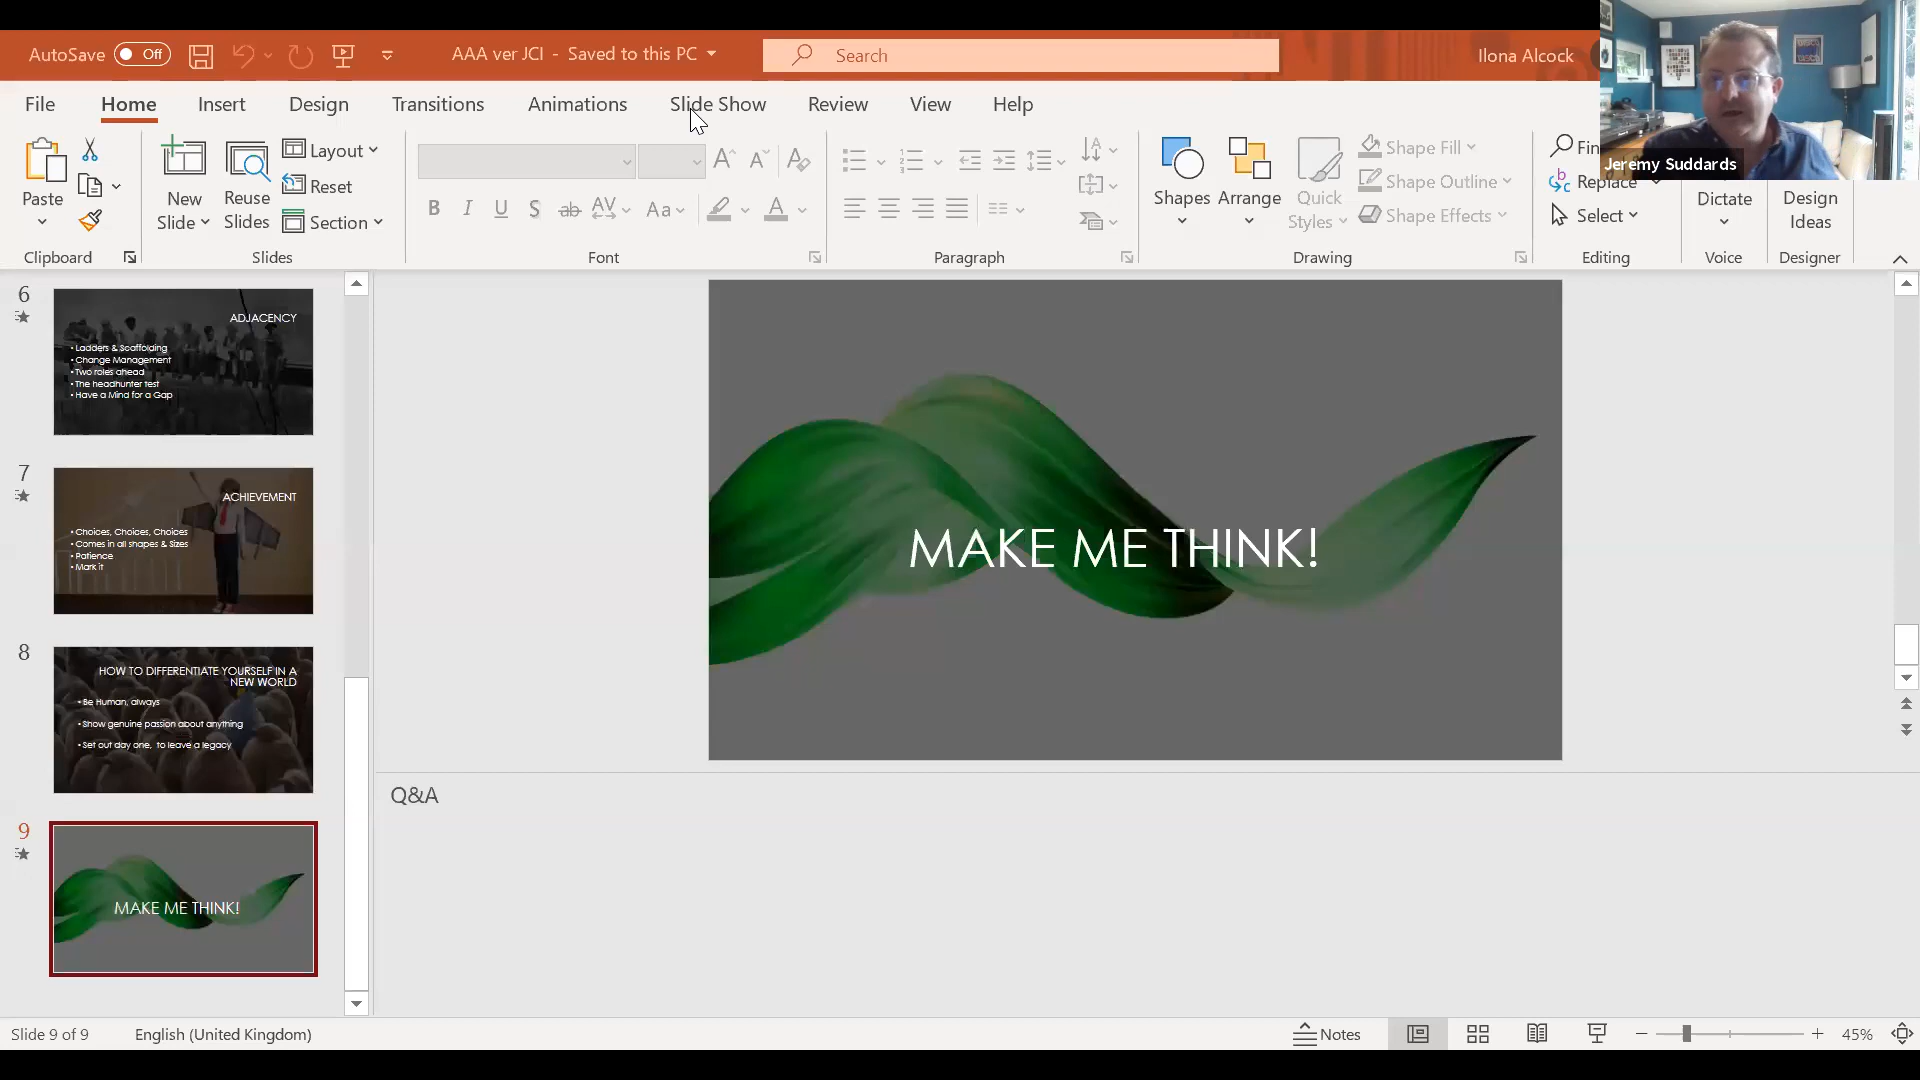 AutoSave Off
AAA ver JCI - Saved to this PC
Search
Ilona Alcock
File Home Insert Design Transitions Animations Slide Show Review View Help
Paste
Clipboard
New Slide
Reuse Slides
Layout
Reset
Section
Slides
Font
Paragraph
Shapes
Arrange
Quick Styles
Shape Fill
Shape Outline
Shape Effects
Drawing
Replace
Select
Editing
Dictate
Voice
Design Ideas
Designer
Jeremy Suddards
6
ADJACENCY
• Ladders & Scaffolding
• Change Management
• Two roles ahead
• The headhunter test
• Have a Mind for a Gap
7
ACHIEVEMENT
• Choices, Choices, Choices
• Comes in all shapes & Sizes
• Patience
• Mark it
8
HOW TO DIFFERENTIATE YOURSELF IN A
NEW WORLD
• Be Human, always
• Show genuine passion about anything
• Set out day one, to leave a legacy
9
MAKE ME THINK!
MAKE ME THINK!
Q&A
Slide 9 of 9
English (United Kingdom)
Notes
45%